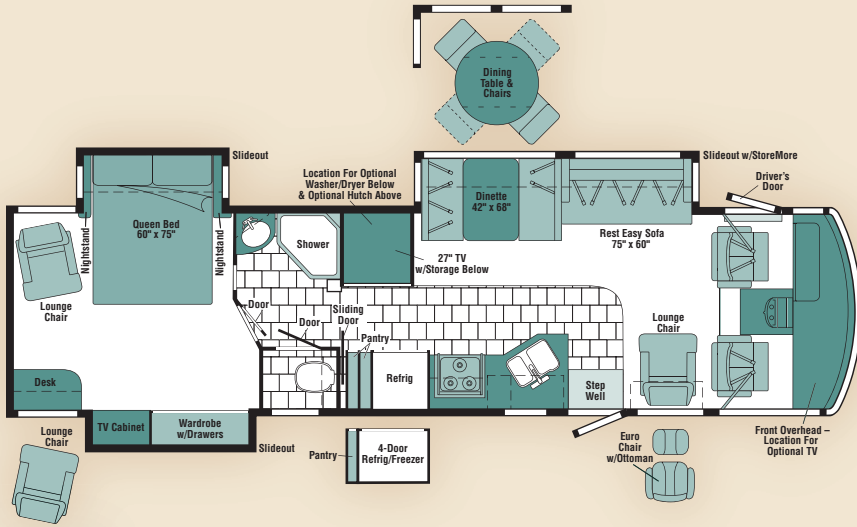 Dining
Table &
Chairs
Slideout
Location For Optional
Washer/Dryer Below
& Optional Hutch Above
Slideout w/StoreMore
Driver's
Door
Queen Bed
60" x 75"
Nightstand
Nightstand
Shower
Dinette
42" x 68"
Rest Easy Sofa
75" x 60"
27" TV
w/Storage Below
Lounge
Chair
Door
Door
Sliding
Door
Pantry
Refrig
Lounge
Chair
Desk
Step
Well
TV Cabinet
Wardrobe
w/Drawers
Slideout
Lounge
Chair
Pantry
4-Door
Refrig/Freezer
Euro
Chair
w/Ottoman
Front Overhead –
Location For
Optional TV